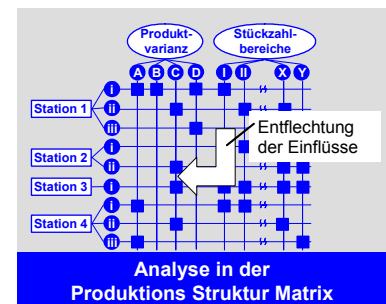 Produkt-
varianz
Stückzahl-
bereiche
A B C D I II X Y
i
Station 1 ii
iii
Entflechtung
der Einflüsse
i
Station 2 ii
Station 3 i
i
Station 4 ii
iii
Analyse in der
Produktions Struktur Matrix